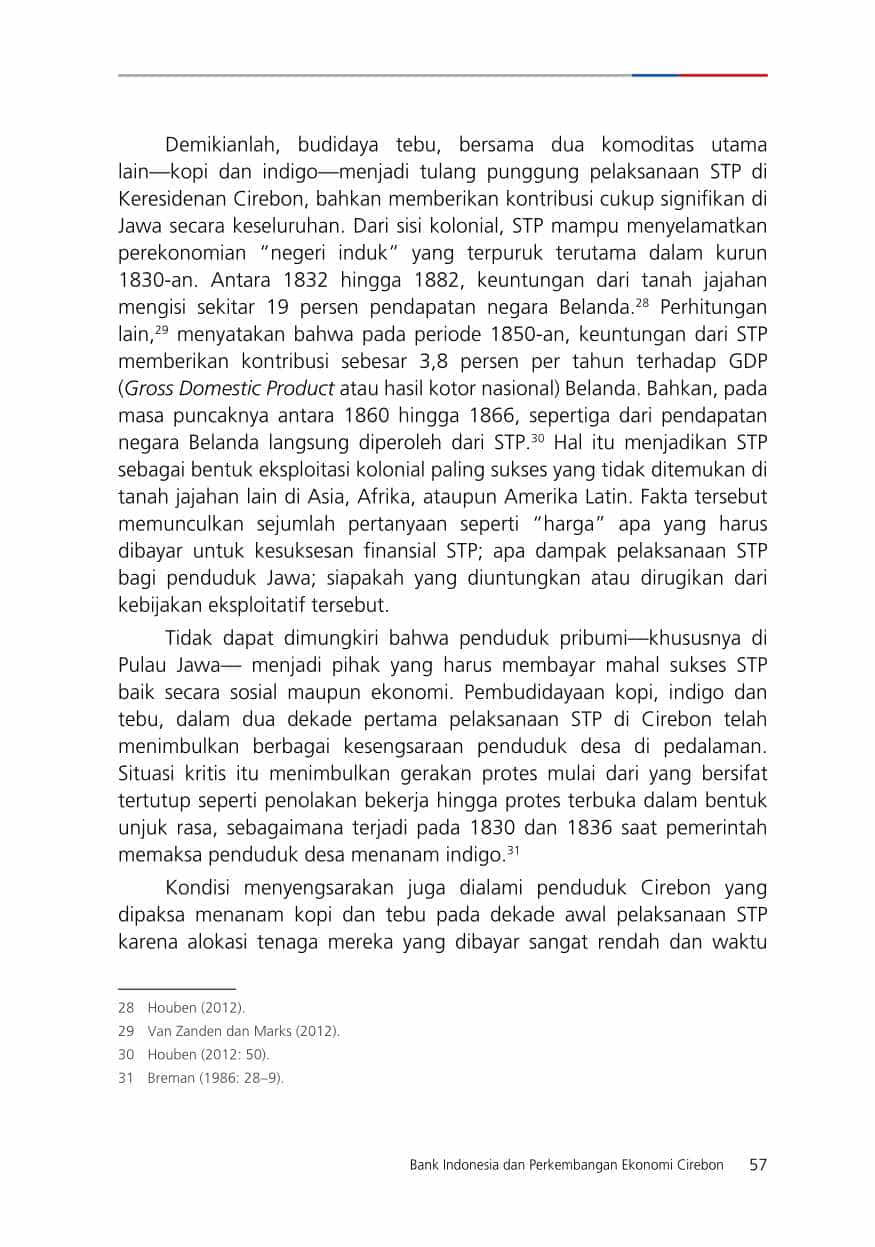 Demikianlah, budidaya tebu, bersama dua komoditas utama
lain—kopi dan indigo—menjadi tulang punggung pelaksanaan STP di
Keresidenan Cirebon, bahkan memberikan kontribusi cukup signifikan di
Jawa secara keseluruhan. Dari sisi kolonial, STP mampu menyelamatkan
perekonomian “negeri induk” yang terpuruk terutama dalam kurun
1830-an. Antara 1832 hingga 1882, keuntungan dari tanah jajahan
mengisi sekitar 19 persen pendapatan negara Belanda.28 Perhitungan
lain,29 menyatakan bahwa pada periode 1850-an, keuntungan dari STP
memberikan kontribusi sebesar 3,8 persen per tahun terhadap GDP
(Gross Domestic Product atau hasil kotor nasional) Belanda. Bahkan, pada
masa puncaknya antara 1860 hingga 1866, sepertiga dari pendapatan
negara Belanda langsung diperoleh dari STP.30 Hal itu menjadikan STP
sebagai bentuk eksploitasi kolonial paling sukses yang tidak ditemukan di
tanah jajahan lain di Asia, Afrika, ataupun Amerika Latin. Fakta tersebut
memunculkan sejumlah pertanyaan seperti “harga” apa yang harus
dibayar untuk kesuksesan finansial STP; apa dampak pelaksanaan STP
bagi penduduk Jawa; siapakah yang diuntungkan atau dirugikan dari
kebijakan eksploitatif tersebut.
Tidak dapat dimungkiri bahwa penduduk pribumi—khususnya di
Pulau Jawa— menjadi pihak yang harus membayar mahal sukses STP
baik secara sosial maupun ekonomi. Pembudidayaan kopi, indigo dan
tebu, dalam dua dekade pertama pelaksanaan STP di Cirebon telah
menimbulkan berbagai kesengsaraan penduduk desa di pedalaman.
Situasi kritis itu menimbulkan gerakan protes mulai dari yang bersifat
tertutup seperti penolakan bekerja hingga protes terbuka dalam bentuk
unjuk rasa, sebagaimana terjadi pada 1830 dan 1836 saat pemerintah
memaksa penduduk desa menanam indigo.31
Kondisi menyengsarakan juga dialami penduduk Cirebon yang
dipaksa menanam kopi dan tebu pada dekade awal pelaksanaan STP
karena alokasi tenaga mereka yang dibayar sangat rendah dan waktu
28 Houben (2012).
29 Van Zanden dan Marks (2012).
30 Houben (2012: 50).
31 Breman (1986: 28–9).
Bank Indonesia dan Perkembangan Ekonomi Cirebon 57